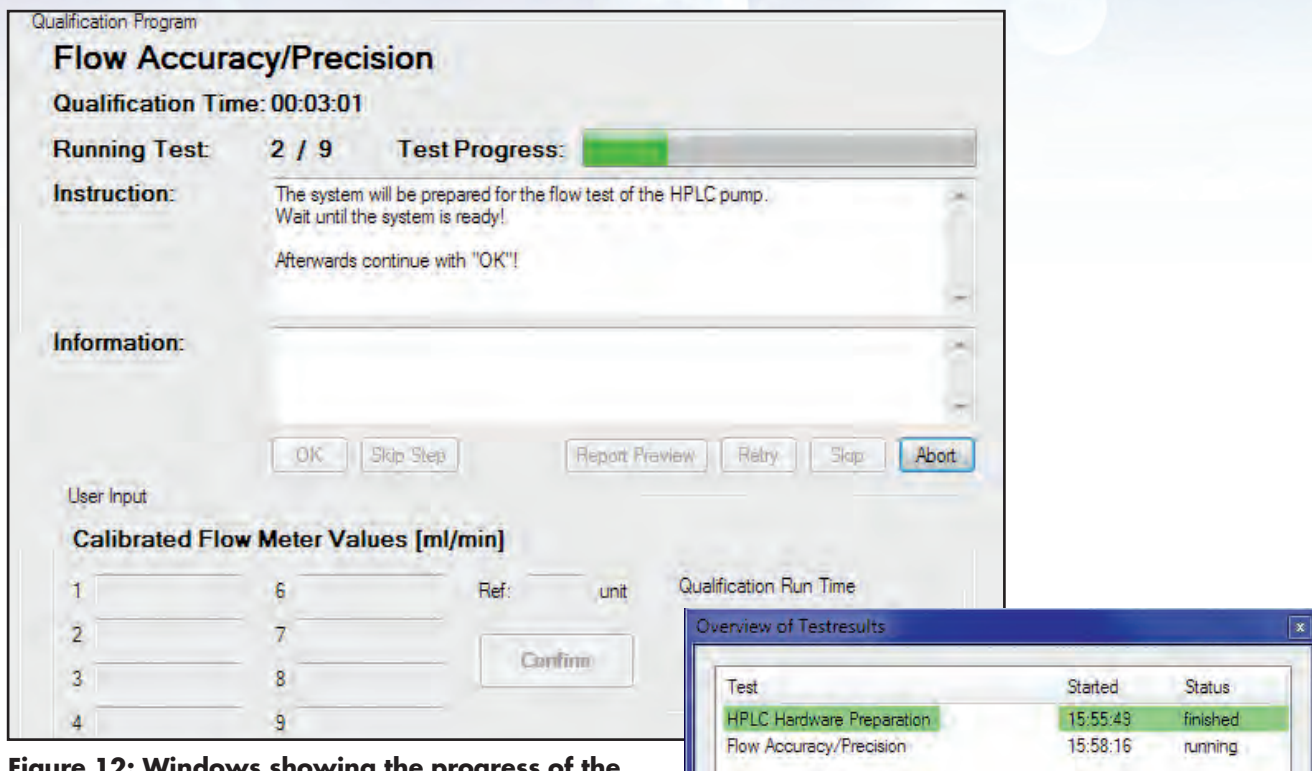 Qualification Program
Flow Accuracy/Precision
Qualification Time: 00:03:01
Running Test: 2 / 9 Test Progress:
Instruction: The system will be prepared for the flow test of the HPLC pump.
Wait until the system is ready!
Afterwards continue with "OK"!
Information:
OK Skip Step Report Preview Retry Skip Abort
User Input
Calibrated Flow Meter Values [ml/min]
1 6 Ref: unit Qualification Run Time
2 7
3 8 Confirm
4 9
Overview of Testresults x
Test Started Status
HPLC Hardware Preparation 15:55:43 finished
Flow Accuracy/Precision 15:58:16 running
Figure 12: Windows showing the progress of the